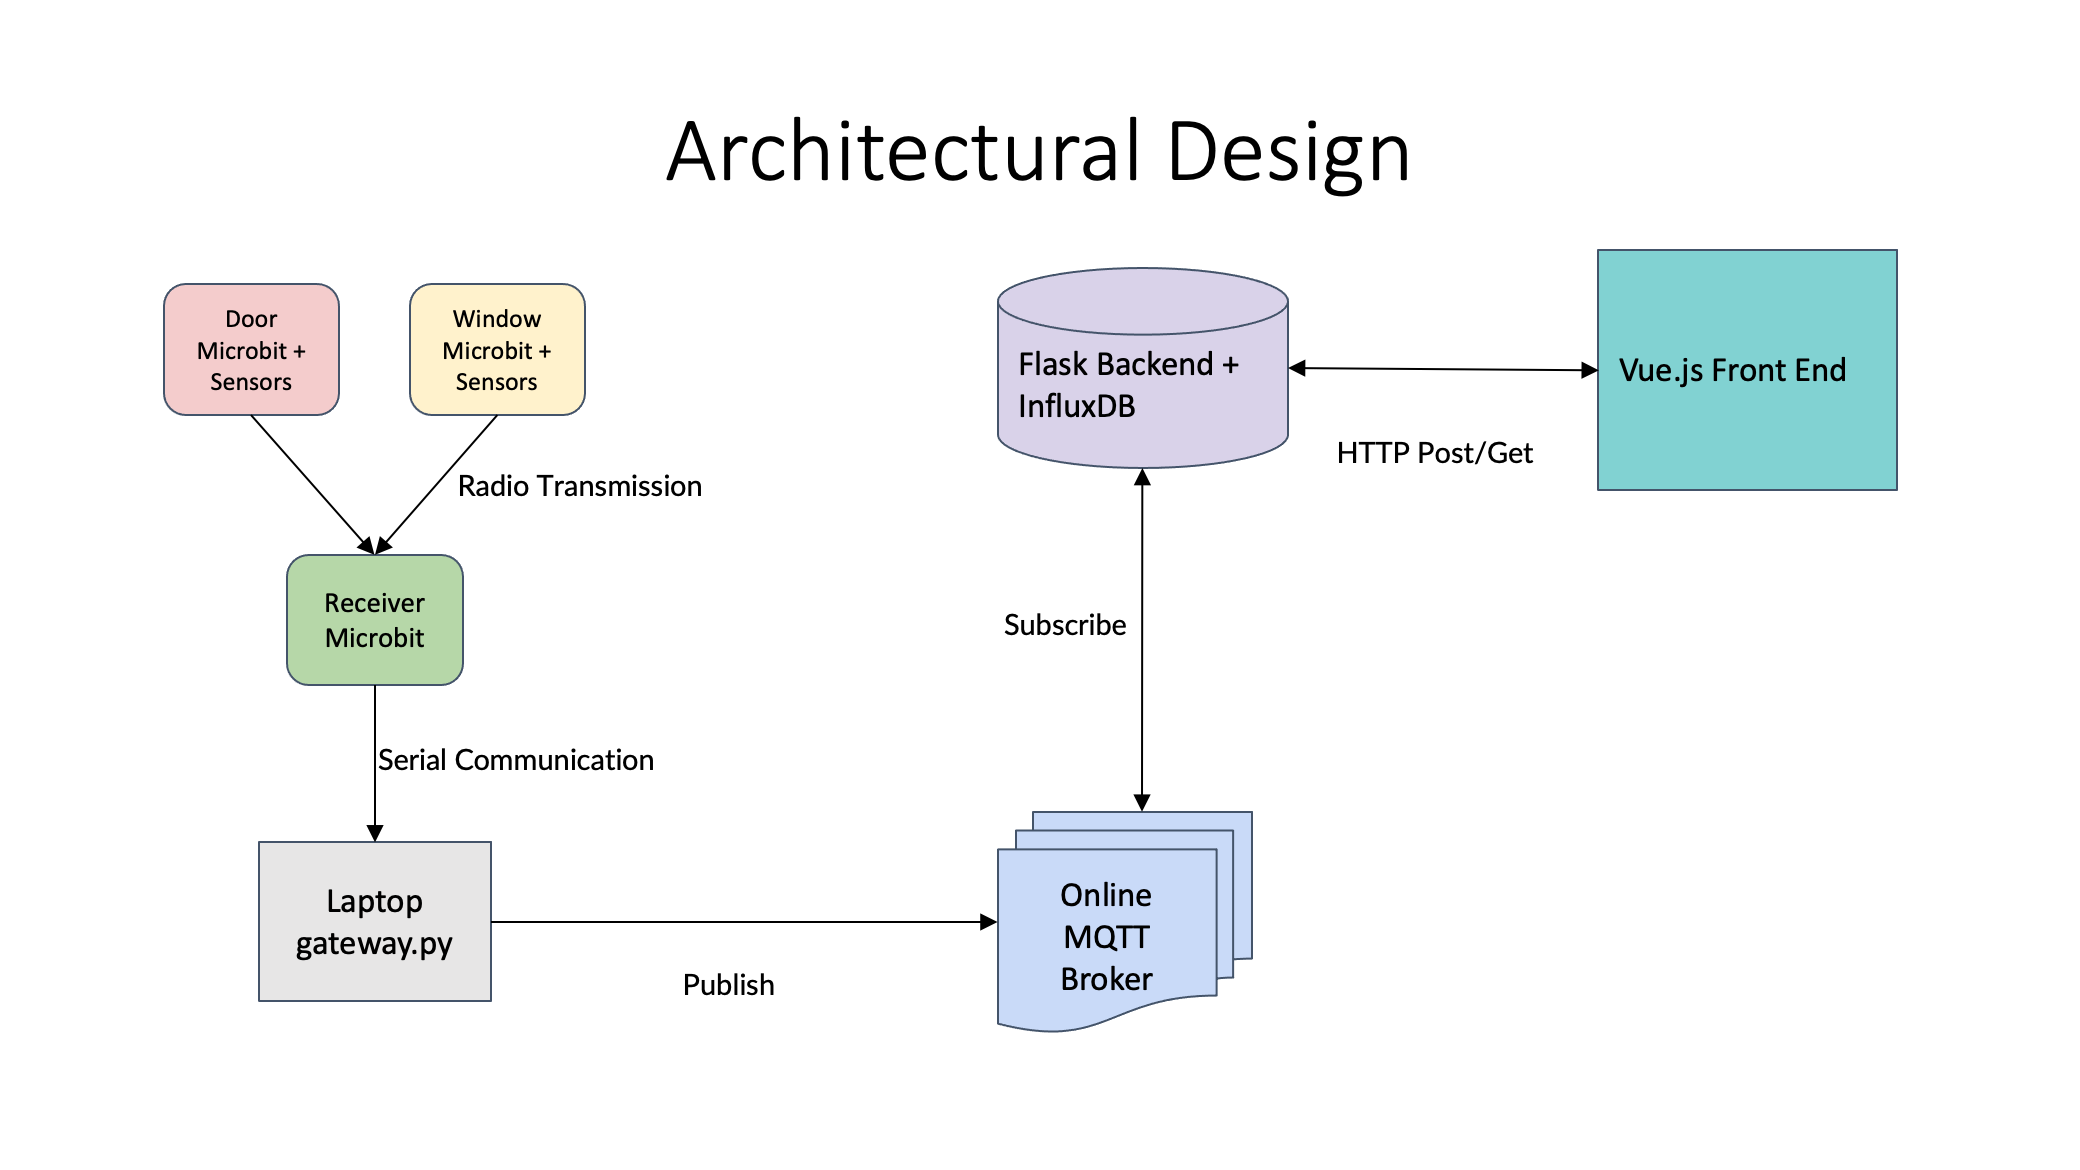 Architectural Design
Door
Microbit +
Sensors
Window
Microbit +
Sensors
Radio Transmission
Receiver
Microbit
Serial Communication
Laptop
gateway.py
Publish
Online
MQTT
Broker
Subscribe
Flask Backend +
InfluxDB
HTTP Post/Get
Vue.js Front End